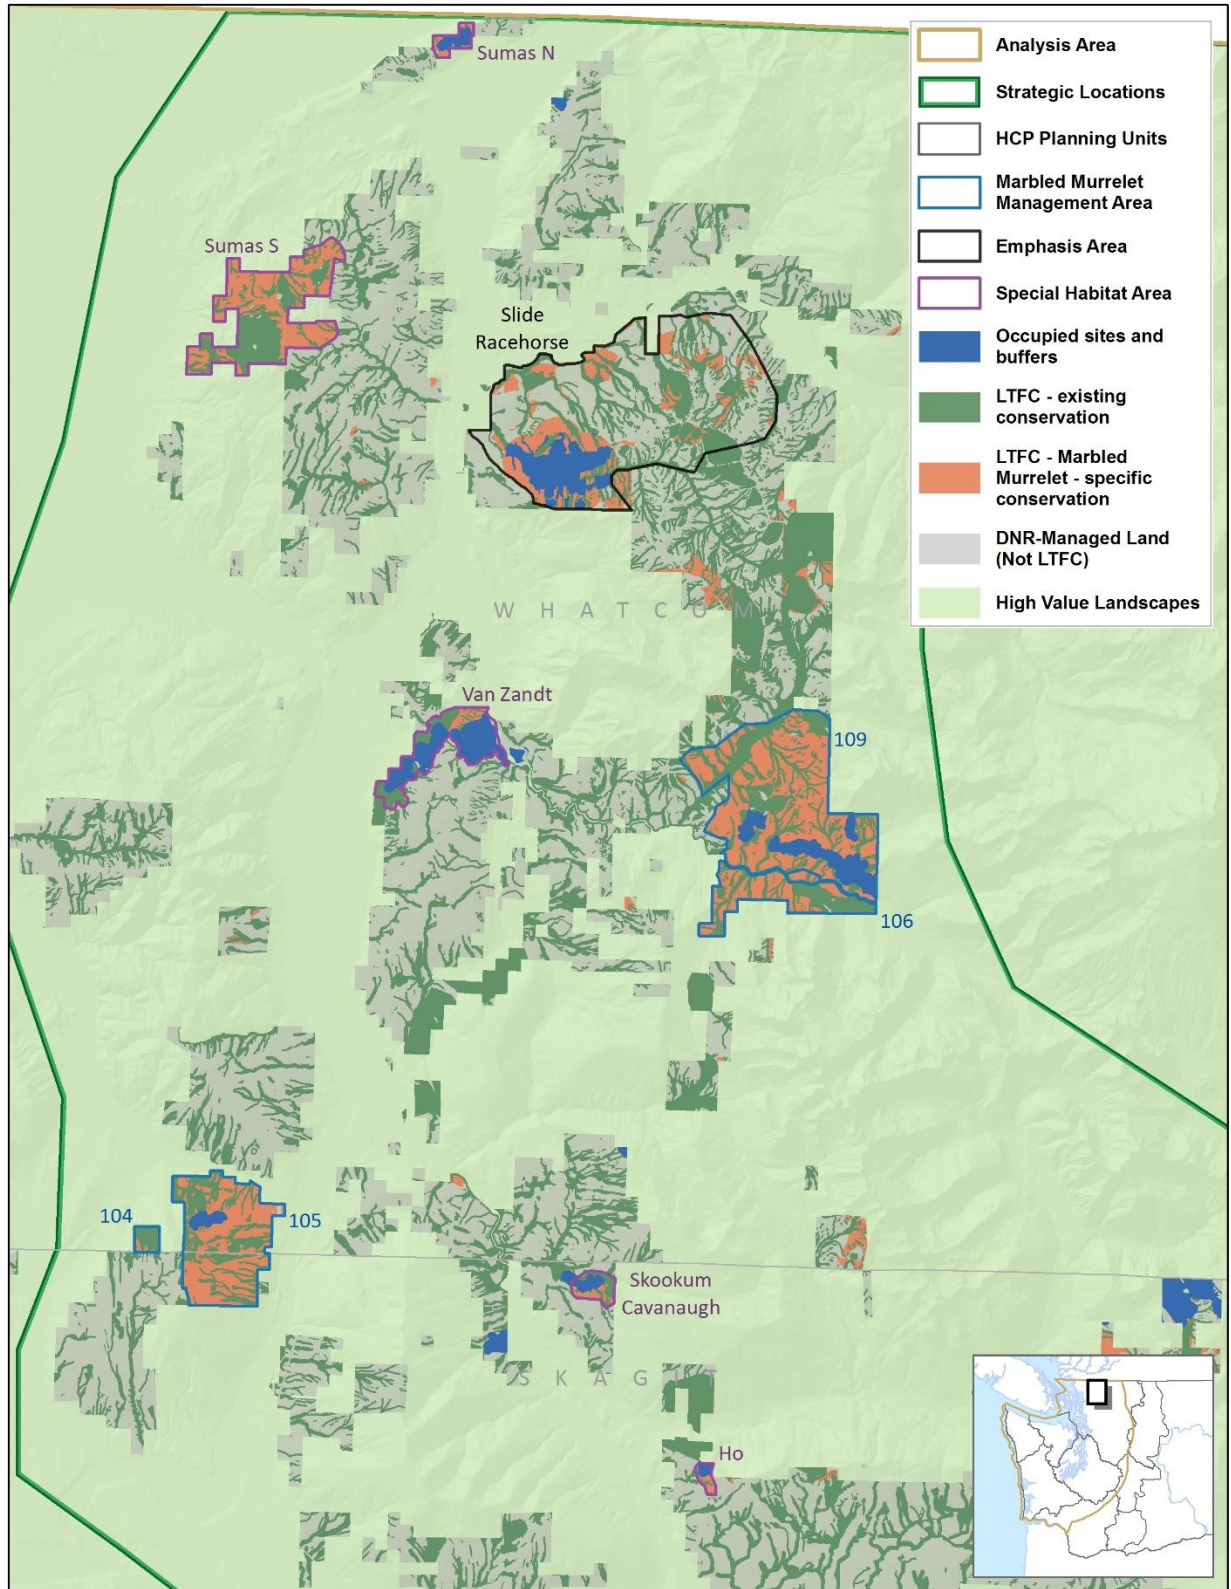 Sumas N
Sumas S
Slide
Racehorse
W H A T C O M
Van Zandt
109
106
104
105
Skookum
Cavanaugh
S K A G I T
Ho
Analysis Area
Strategic Locations
HCP Planning Units
Marbled Murrelet
Management Area
Emphasis Area
Special Habitat Area
Occupied sites and
buffers
LTFC - existing
conservation
LTFC - Marbled
Murrelet - specific
conservation
DNR-Managed Land
(Not LTFC)
High Value Landscapes